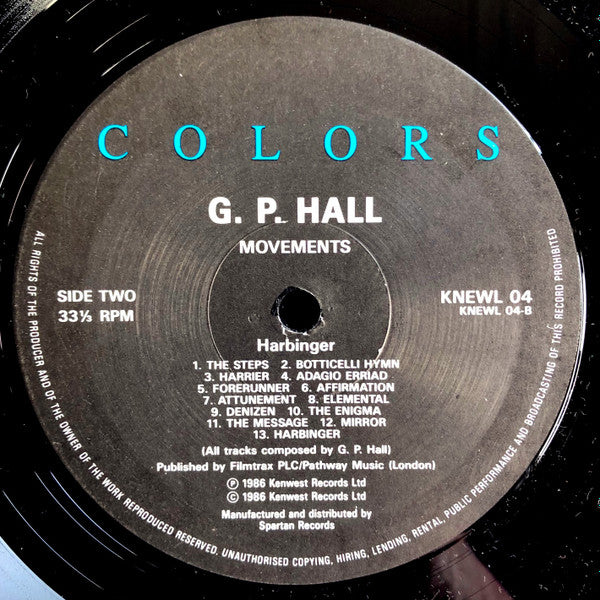 COLORS
G. P. HALL
MOVEMENTS
SIDE TWO
33⅓ RPM
KNEWL 04
KNEWL 04-B
Harbinger
1. THE STEPS 2. BOTTICELLI HYMN
3. HARRIER 4. ADAGIO ERRIAD
5. FORERUNNER 6. AFFIRMATION
7. ATTUNEMENT 8. ELEMENTAL
9. DENIZEN 10. THE ENIGMA
11. THE MESSAGE 12. MIRROR
13. HARBINGER
(All tracks composed by G. P. Hall)
Published by Filmtrax PLC/Pathway Music (London)
Ⓟ 1986 Kenwest Records Ltd
© 1986 Kenwest Records Ltd
Manufactured and distributed by
Spartan Records
ALL RIGHTS OF THE PRODUCER AND OF THE OWNER OF THE WORK REPRODUCED RESERVED. UNAUTHORISED COPYING, HIRING, LENDING, RENTAL, PUBLIC PERFORMANCE AND BROADCASTING OF THIS RECORD PROHIBITED